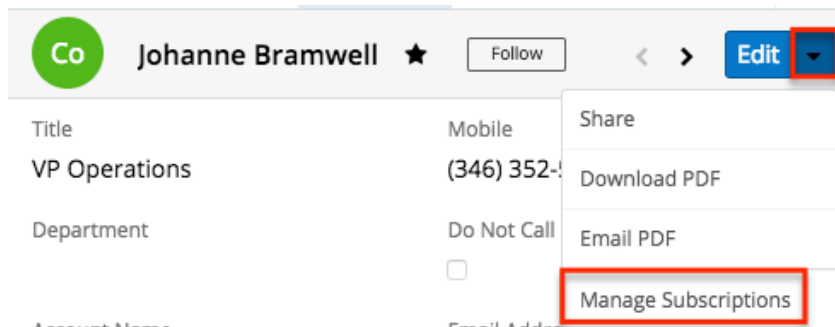 Co Johanne Bramwell Follow Edit
Title
VP Operations
Mobile
(346) 352-
Department
Do Not Call
Share
Download PDF
Email PDF
Manage Subscriptions